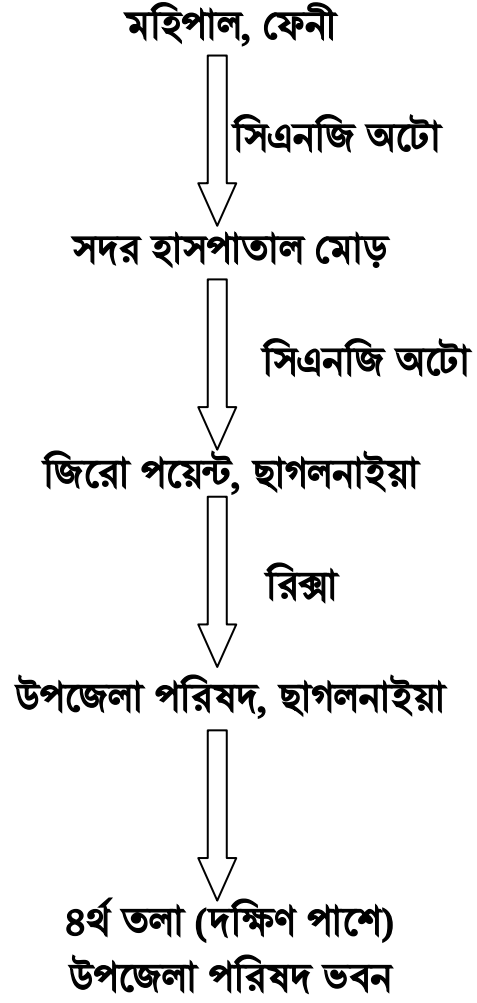 মহিপাল, ফেনী
সিএনজি অটো
সদর হাসপাতাল মোড়
সিএনজি অটো
জিরো পয়েন্ট, ছাগলনাইয়া
রিক্সা
উপজেলা পরিষদ, ছাগলনাইয়া
৪র্থ তলা (দক্ষিণ পাশে)
উপজেলা পরিষদ ভবন